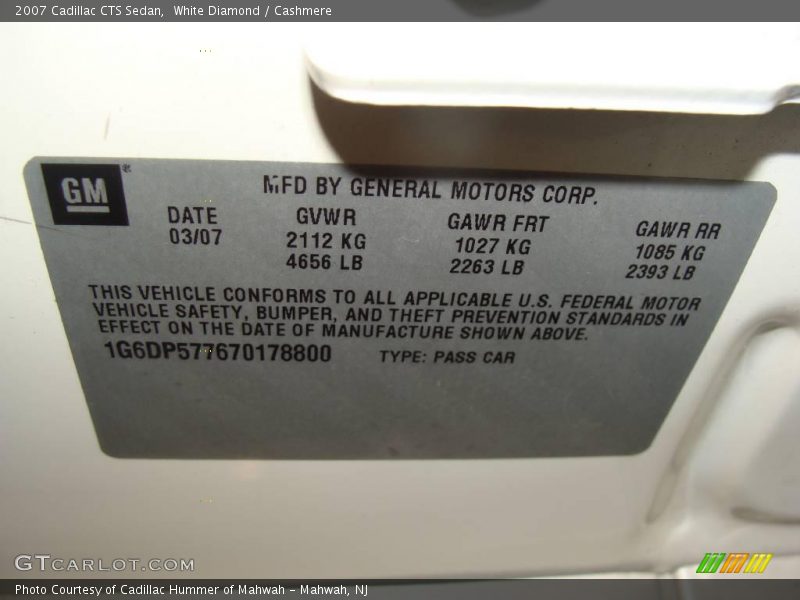 2007 Cadillac CTS Sedan,  White Diamond / Cashmere
GM
MFD BY GENERAL MOTORS CORP.
DATE GVWR GAWR FRT GAWR RR
03/07 2112 KG 1027 KG 1085 KG
4656 LB 2263 LB 2393 LB
THIS VEHICLE CONFORMS TO ALL APPLICABLE U.S. FEDERAL MOTOR
VEHICLE SAFETY, BUMPER, AND THEFT PREVENTION STANDARDS IN
EFFECT ON THE DATE OF MANUFACTURE SHOWN ABOVE.
1G6DP577670178800 TYPE: PASS CAR
GTCARLOT.COM
Photo Courtesy of Cadillac Hummer of Mahwah - Mahwah, NJ